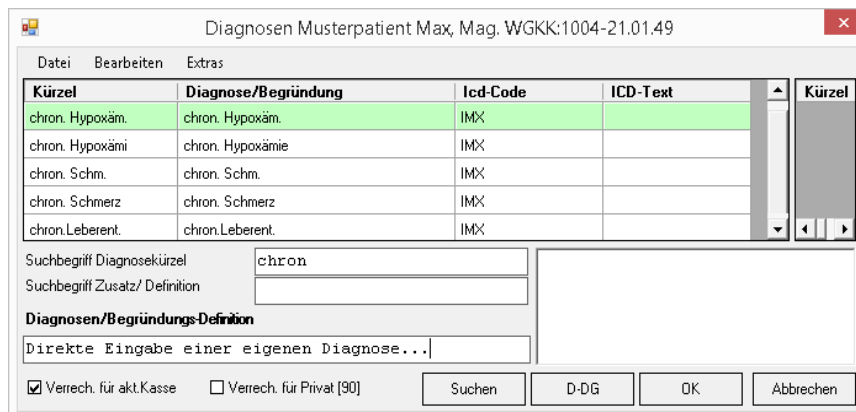 Diagnosen Musterpatient Max, Mag. WGKK:1004-21.01.49
Datei Bearbeiten Extras
Kürzel Diagnose/Begründung Icd-Code ICD-Text Kürzel
chron. Hypoxäm. chron. Hypoxäm. IMX
chron. Hypoxämi chron. Hypoxämie IMX
chron. Schm. chron. Schm. IMX
chron. Schmerz chron. Schmerz IMX
chron.Leberent. chron.Leberent. IMX
Suchbegriff Diagnosekürzel chron
Suchbegriff Zusatz/ Definition
Diagnosen/Begründungs-Definition
Direkte Eingabe einer eigenen Diagnose...
Verrech. für akt.Kasse Verrech. für Privat [90] Suchen D-DG OK Abbrechen